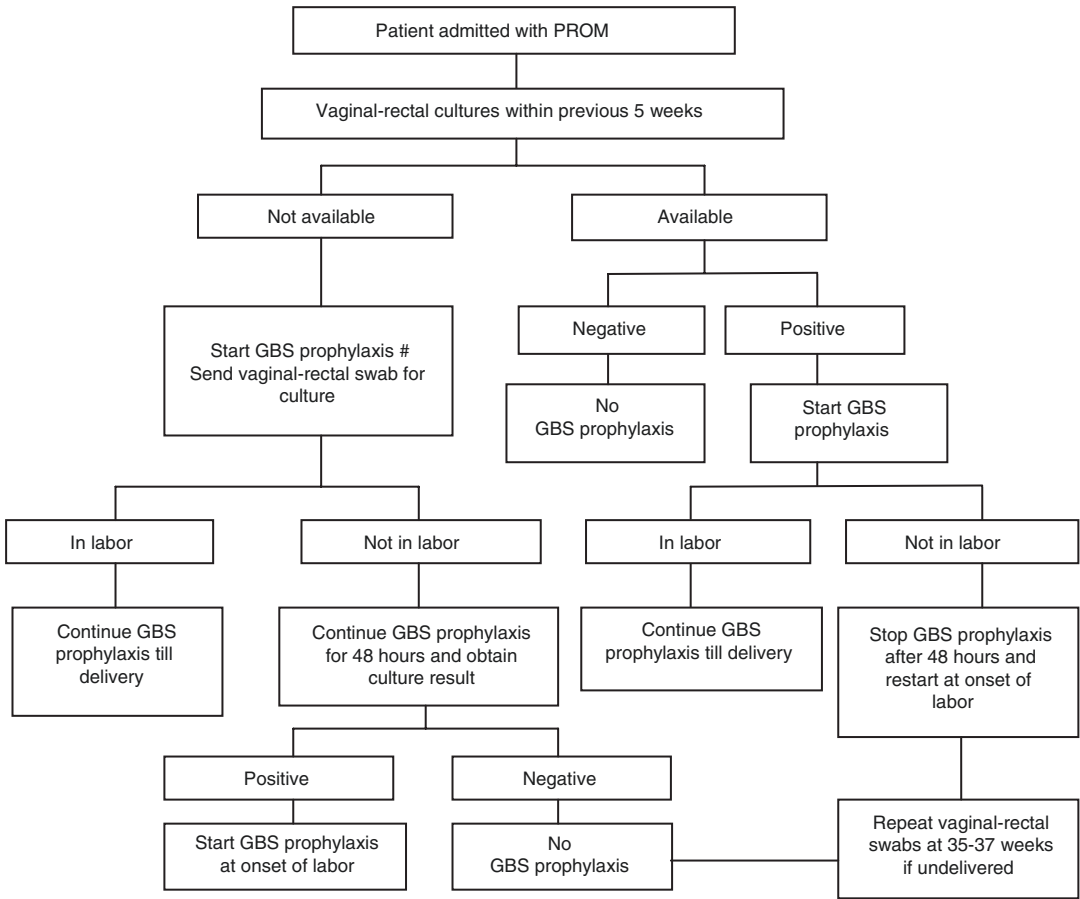 Patient admitted with PROM
Vaginal-rectal cultures within previous 5 weeks
Not available
Available
Negative
Positive
Start GBS prophylaxis #
Send vaginal-rectal swab for
culture
No
GBS prophylaxis
Start GBS
prophylaxis
In labor
Not in labor
In labor
Not in labor
Continue GBS
prophylaxis till
delivery
Continue GBS prophylaxis
for 48 hours and obtain
culture result
Continue GBS
prophylaxis till delivery
Stop GBS prophylaxis
after 48 hours and
restart at onset of
labor
Positive
Negative
Start GBS prophylaxis
at onset of labor
No
GBS prophylaxis
Repeat vaginal-rectal
swabs at 35-37 weeks
if undelivered